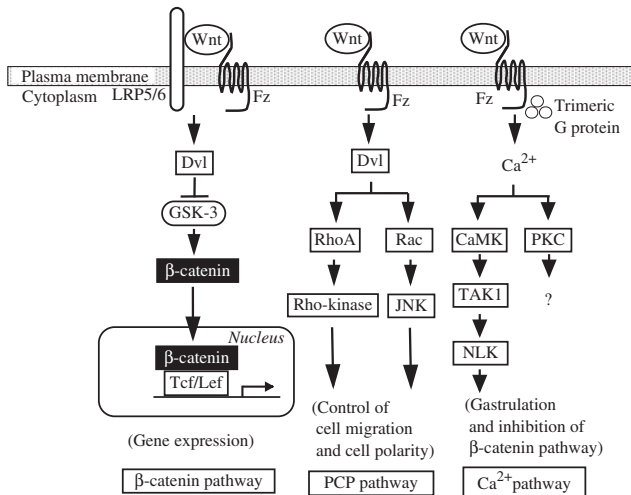 Wnt
Wnt
Wnt
Plasma membrane
Cytoplasm
LRP5/6
Fz
Fz
Fz
Trimeric
G protein
Dvl
Dvl
Ca2+
GSK-3
RhoA
Rac
CaMK
PKC
β-catenin
Rho-kinase
JNK
TAK1
?
Nucleus
β-catenin
Tcf/Lef
NLK
(Gene expression)
(Control of
cell migration
and cell polarity)
(Gastrulation
and inhibition of
β-catenin pathway)
β-catenin pathway
PCP pathway
Ca2+pathway